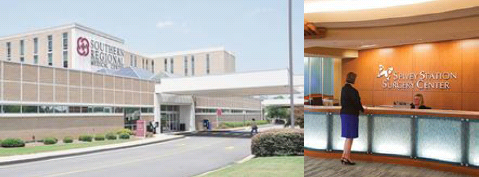 SOUTHERN
REGIONAL
SPIVEY STATION
SURGERY CENTER